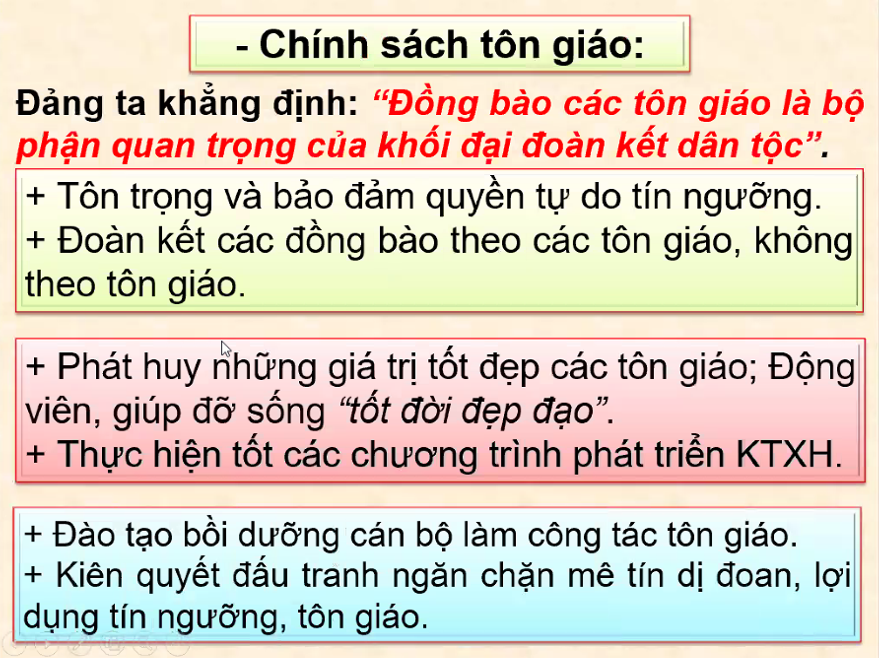 - Chính sách tôn giáo:
Đảng ta khẳng định: “Đồng bào các tôn giáo là bộ
phận quan trọng của khối đại đoàn kết dân tộc”.
+ Tôn trọng và bảo đảm quyền tự do tín ngưỡng.
+ Đoàn kết các đồng bào theo các tôn giáo, không
theo tôn giáo.
+ Phát huy những giá trị tốt đẹp các tôn giáo; Động
viên, giúp đỡ sống “tốt đời đẹp đạo”.
+ Thực hiện tốt các chương trình phát triển KTXH.
+ Đào tạo bồi dưỡng cán bộ làm công tác tôn giáo.
+ Kiên quyết đấu tranh ngăn chặn mê tín dị đoan, lợi
dụng tín ngưỡng, tôn giáo.